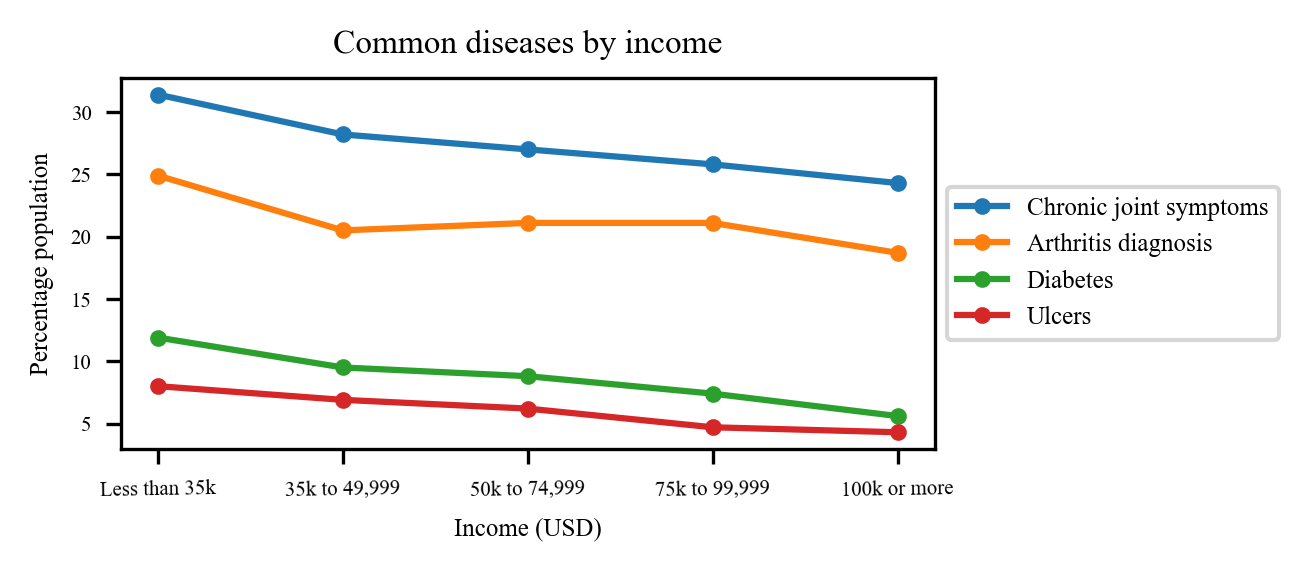 Common diseases by income
Percentage population
30
25
20
15
10
5
Less than 35k
35k to 49,999
50k to 74,999
75k to 99,999
100k or more
Income (USD)
Chronic joint symptoms
Arthritis diagnosis
Diabetes
Ulcers